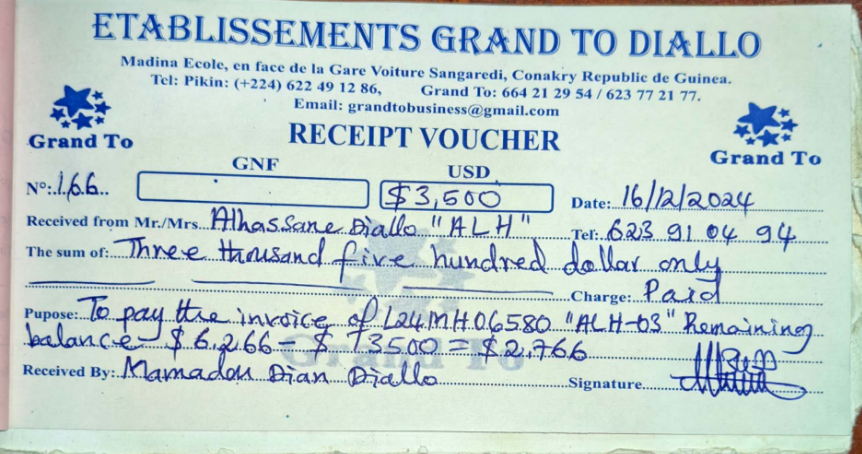 ETABLISSEMENTS GRAND TO DIALLO
Madina Ecole, en face de la Gare Voiture Sangaredi, Conakry Republic de Guinea.
Tel: Pikin: (+224) 622 49 12 86, Grand To: 664 21 29 54 / 623 77 21 77.
Email: grandtobusiness@gmail.com
Grand To RECEIPT VOUCHER Grand To
GNF USD
N°:.166.. $3,500 Date: 16/12/2024
Received from Mr./Mrs. Alhassane Diallo "ALH" Tel: 623 91 04 94
The sum of: Three thousand five hundred dollar only
Charge: Paid
Pupose: To pay the invoice of L24MH06580 "ALH-03" Remaining
balance $ 6,266 - $ 3500 = $2,766
Grand To
Received By: Mamadou Dian Diallo Signature